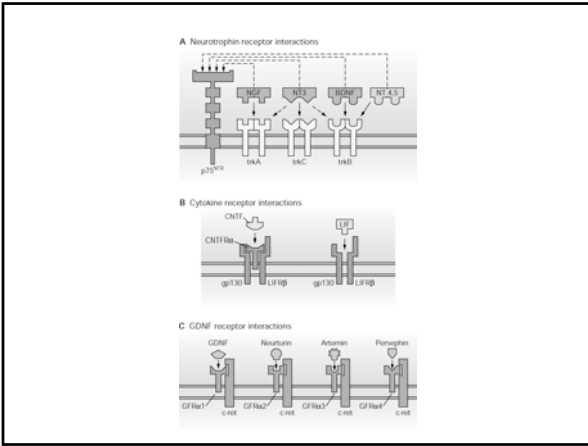 A Neurotrophin receptor interactions
NGF NT3 BDNF NT 4,5
trkA trkC trkB
p75NTR
B Cytokine receptor interactions
CNTF LIF
CNTFRα
gp130 LIFRβ gp130 LIFRβ
C GDNF receptor interactions
GDNF Neurturin Artemin Persephin
GFRα1 GFRα2 GFRα3 GFRα4
c-ret c-ret c-ret c-ret